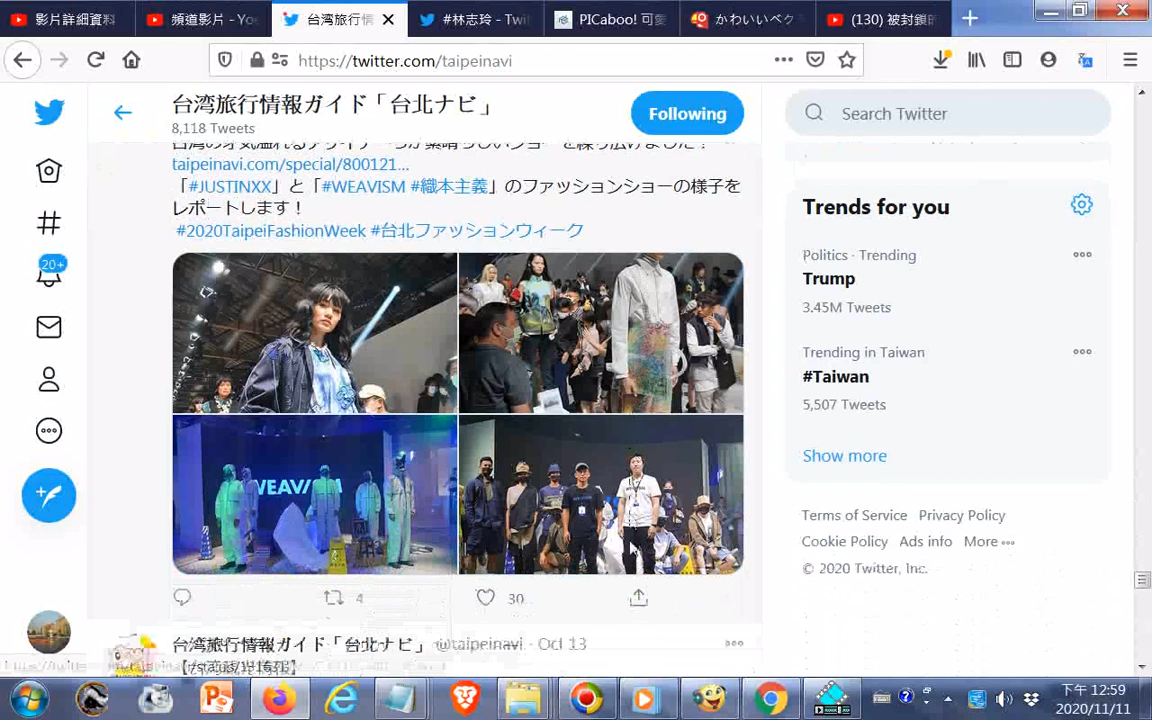 影片詳細資料
頻道影片 - Yo
台湾旅行情
#林志玲 - Twi
PICaboo! 可愛
かわいいベク
(130) 被封鎖的
https://twitter.com/taipeinavi
台湾旅行情報ガイド「台北ナビ」
8,118 Tweets
Following
Search Twitter
taipeinavi.com/special/800121...
「#JUSTINXX」と「#WEAVISM #織本主義」のファッションショーの様子を
レポートします！
#2020TaipeiFashionWeek #台北ファッションウィーク
20+
WEAVISM
4
30
台湾旅行情報ガイド「台北ナビ」 @taipeinavi · Oct 13
Trends for you
Politics · Trending
Trump
3.45M Tweets
Trending in Taiwan
#Taiwan
5,507 Tweets
Show more
Terms of Service Privacy Policy
Cookie Policy Ads info More
© 2020 Twitter, Inc.
下午 12:59
2020/11/11